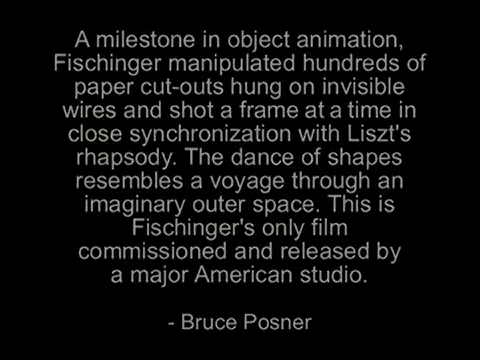 A milestone in object animation,
Fischinger manipulated hundreds of
paper cut-outs hung on invisible
wires and shot a frame at a time in
close synchronization with Liszt's
rhapsody. The dance of shapes
resembles a voyage through an
imaginary outer space. This is
Fischinger's only film
commissioned and released by
a major American studio.
- Bruce Posner